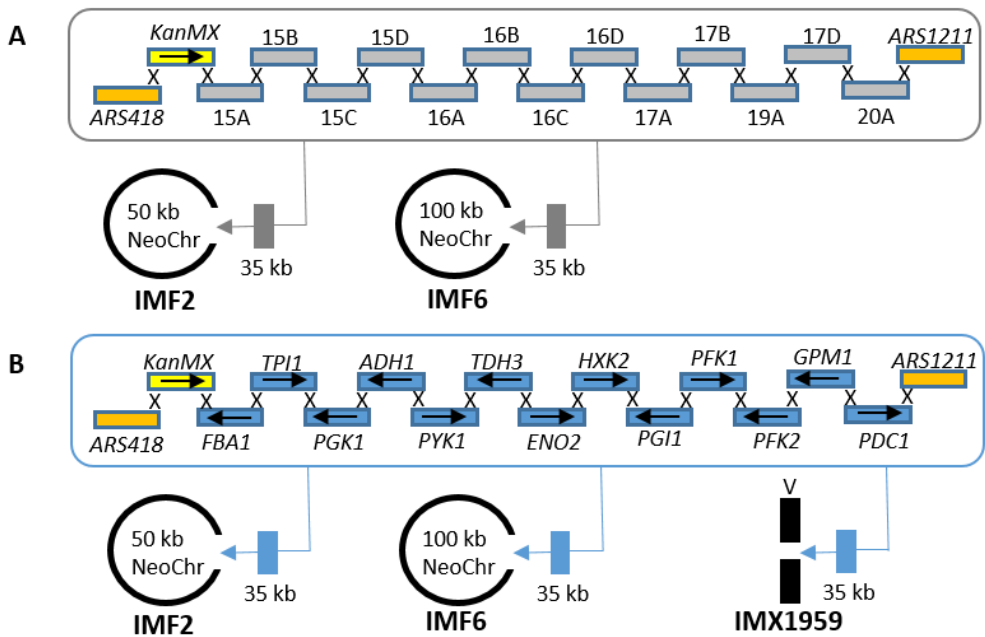 A
KanMX 15B 15D 16B 16D 17B 17D ARS1211
X X X X X X X X X X X X X X
ARS418 15A 15C 16A 16C 17A 19A 20A
50 kb
NeoChr
35 kb
IMF2
100 kb
NeoChr
35 kb
IMF6
B
KanMX TPI1 ADH1 TDH3 HXK2 PFK1 GPM1 ARS1211
X X X X X X X X X X X X X X
ARS418 FBA1 PGK1 PYK1 ENO2 PGI1 PFK2 PDC1
50 kb
NeoChr
35 kb
IMF2
100 kb
NeoChr
35 kb
IMF6
V
35 kb
IMX1959